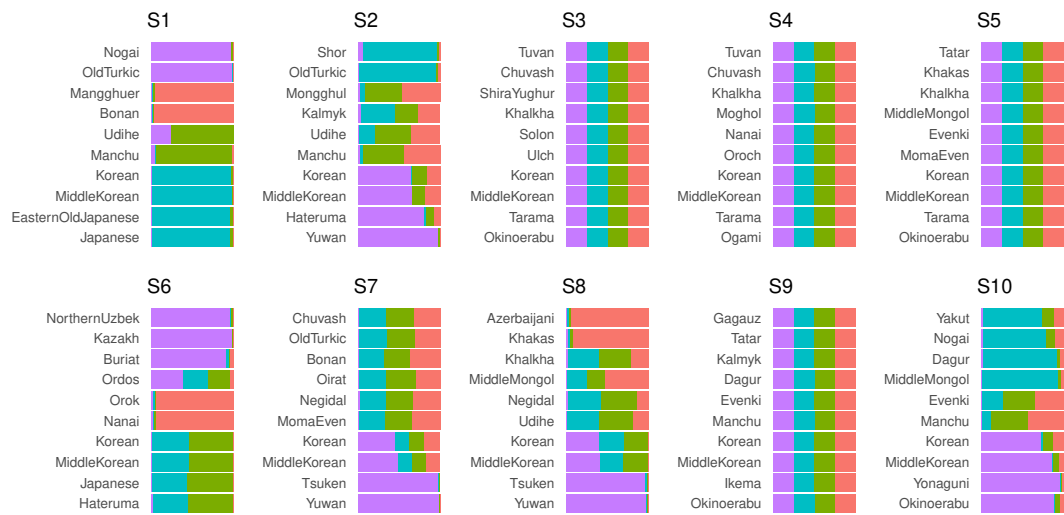 S1
Nogai
OldTurkic
Mangghuer
Bonan
Udihe
Manchu
Korean
MiddleKorean
EasternOldJapanese
Japanese
S2
Shor
OldTurkic
Mongghul
Kalmyk
Udihe
Manchu
Korean
MiddleKorean
Hateruma
Yuwan
S3
Tuvan
Chuvash
ShiraYughur
Khalkha
Solon
Ulch
Korean
MiddleKorean
Tarama
Okinoerabu
S4
Tuvan
Chuvash
Khalkha
Moghol
Nanai
Oroch
Korean
MiddleKorean
Tarama
Ogami
S5
Tatar
Khakas
Khalkha
MiddleMongol
Evenki
MomaEven
Korean
MiddleKorean
Tarama
Okinoerabu
S6
NorthernUzbek
Kazakh
Buriat
Ordos
Orok
Nanai
Korean
MiddleKorean
Japanese
Hateruma
S7
Chuvash
OldTurkic
Bonan
Oirat
Negidal
MomaEven
Korean
MiddleKorean
Tsuken
Yuwan
S8
Azerbaijani
Khakas
Khalkha
MiddleMongol
Negidal
Udihe
Korean
MiddleKorean
Tsuken
Yuwan
S9
Gagauz
Tatar
Kalmyk
Dagur
Evenki
Manchu
Korean
MiddleKorean
Ikema
Okinoerabu
S10
Yakut
Nogai
Dagur
MiddleMongol
Evenki
Manchu
Korean
MiddleKorean
Yonaguni
Okinoerabu